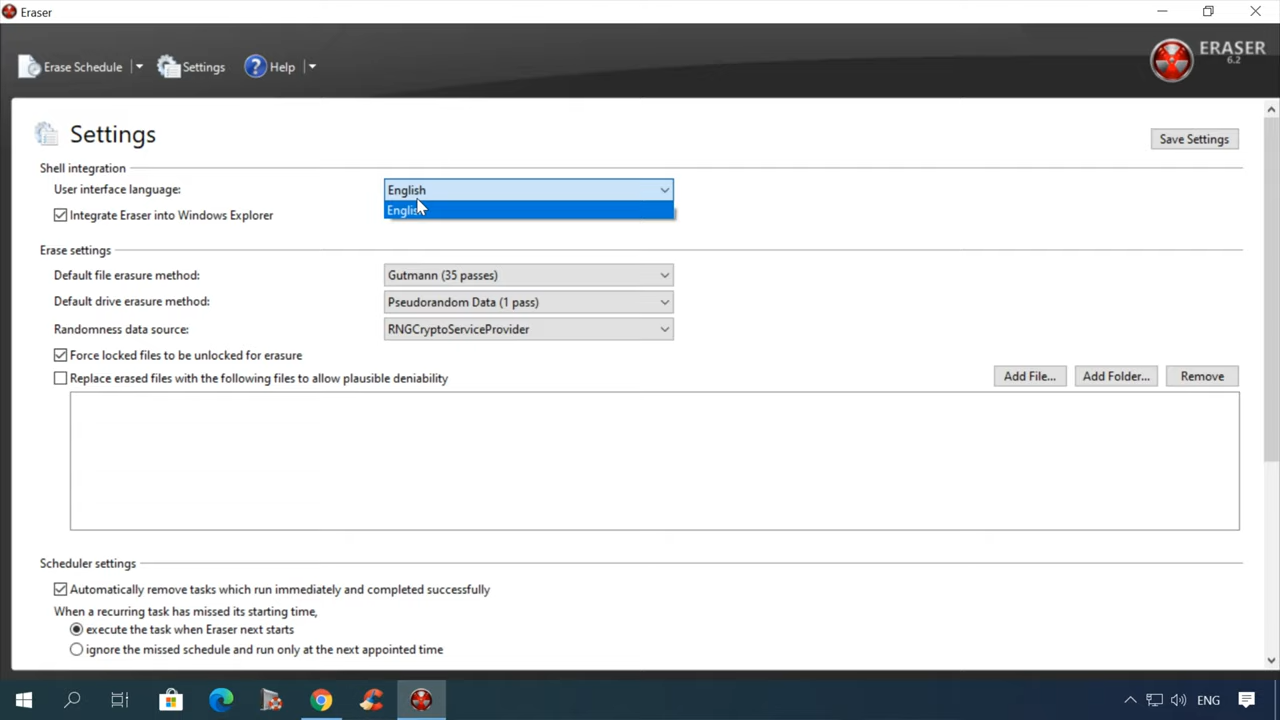 Eraser
Erase Schedule
Settings
Help
ERASER
6.2
Settings
Save Settings
Shell integration
User interface language:
English
English
Integrate Eraser into Windows Explorer
Erase settings
Default file erasure method:
Gutmann (35 passes)
Default drive erasure method:
Pseudorandom Data (1 pass)
Randomness data source:
RNGCryptoServiceProvider
Force locked files to be unlocked for erasure
Replace erased files with the following files to allow plausible deniability
Add File...
Add Folder...
Remove
Scheduler settings
Automatically remove tasks which run immediately and completed successfully
When a recurring task has missed its starting time,
execute the task when Eraser next starts
ignore the missed schedule and run only at the next appointed time
ENG